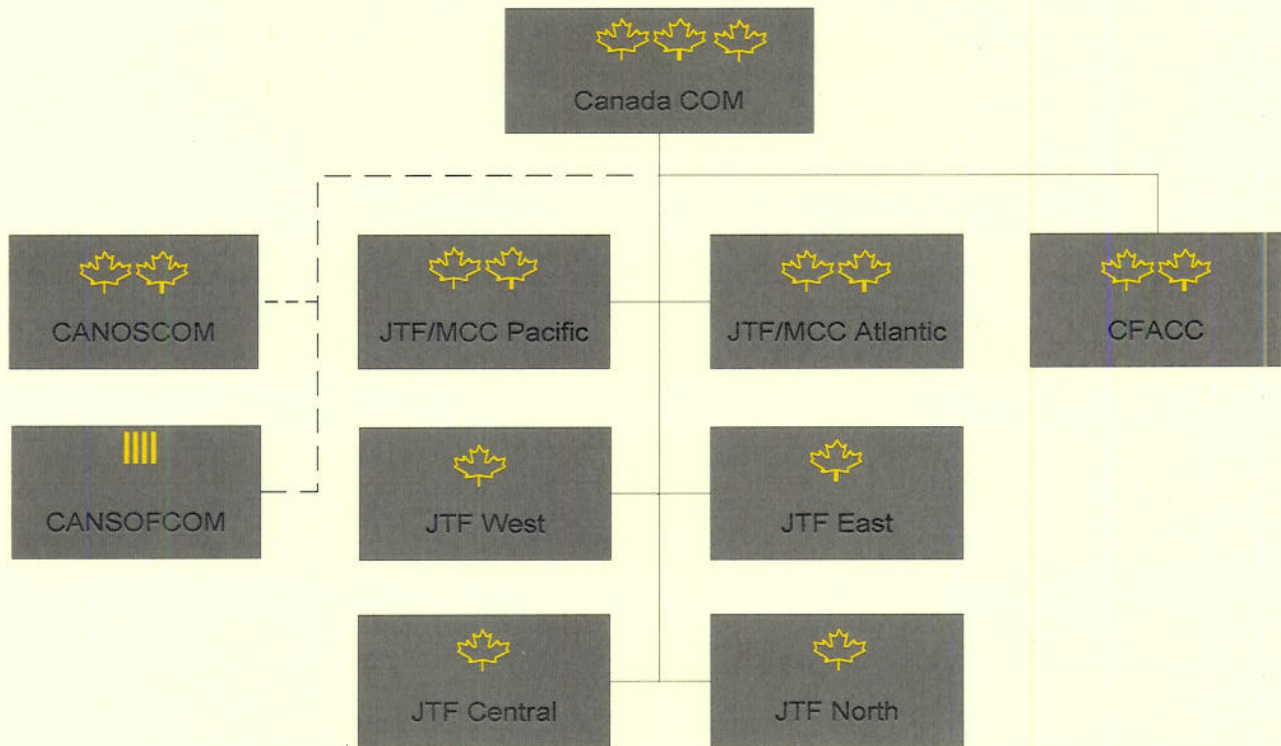 Canada COM
CANOSCOM
JTF/MCC Pacific
JTF/MCC Atlantic
CFACC
CANSOFCOM
JTF West
JTF East
JTF Central
JTF North